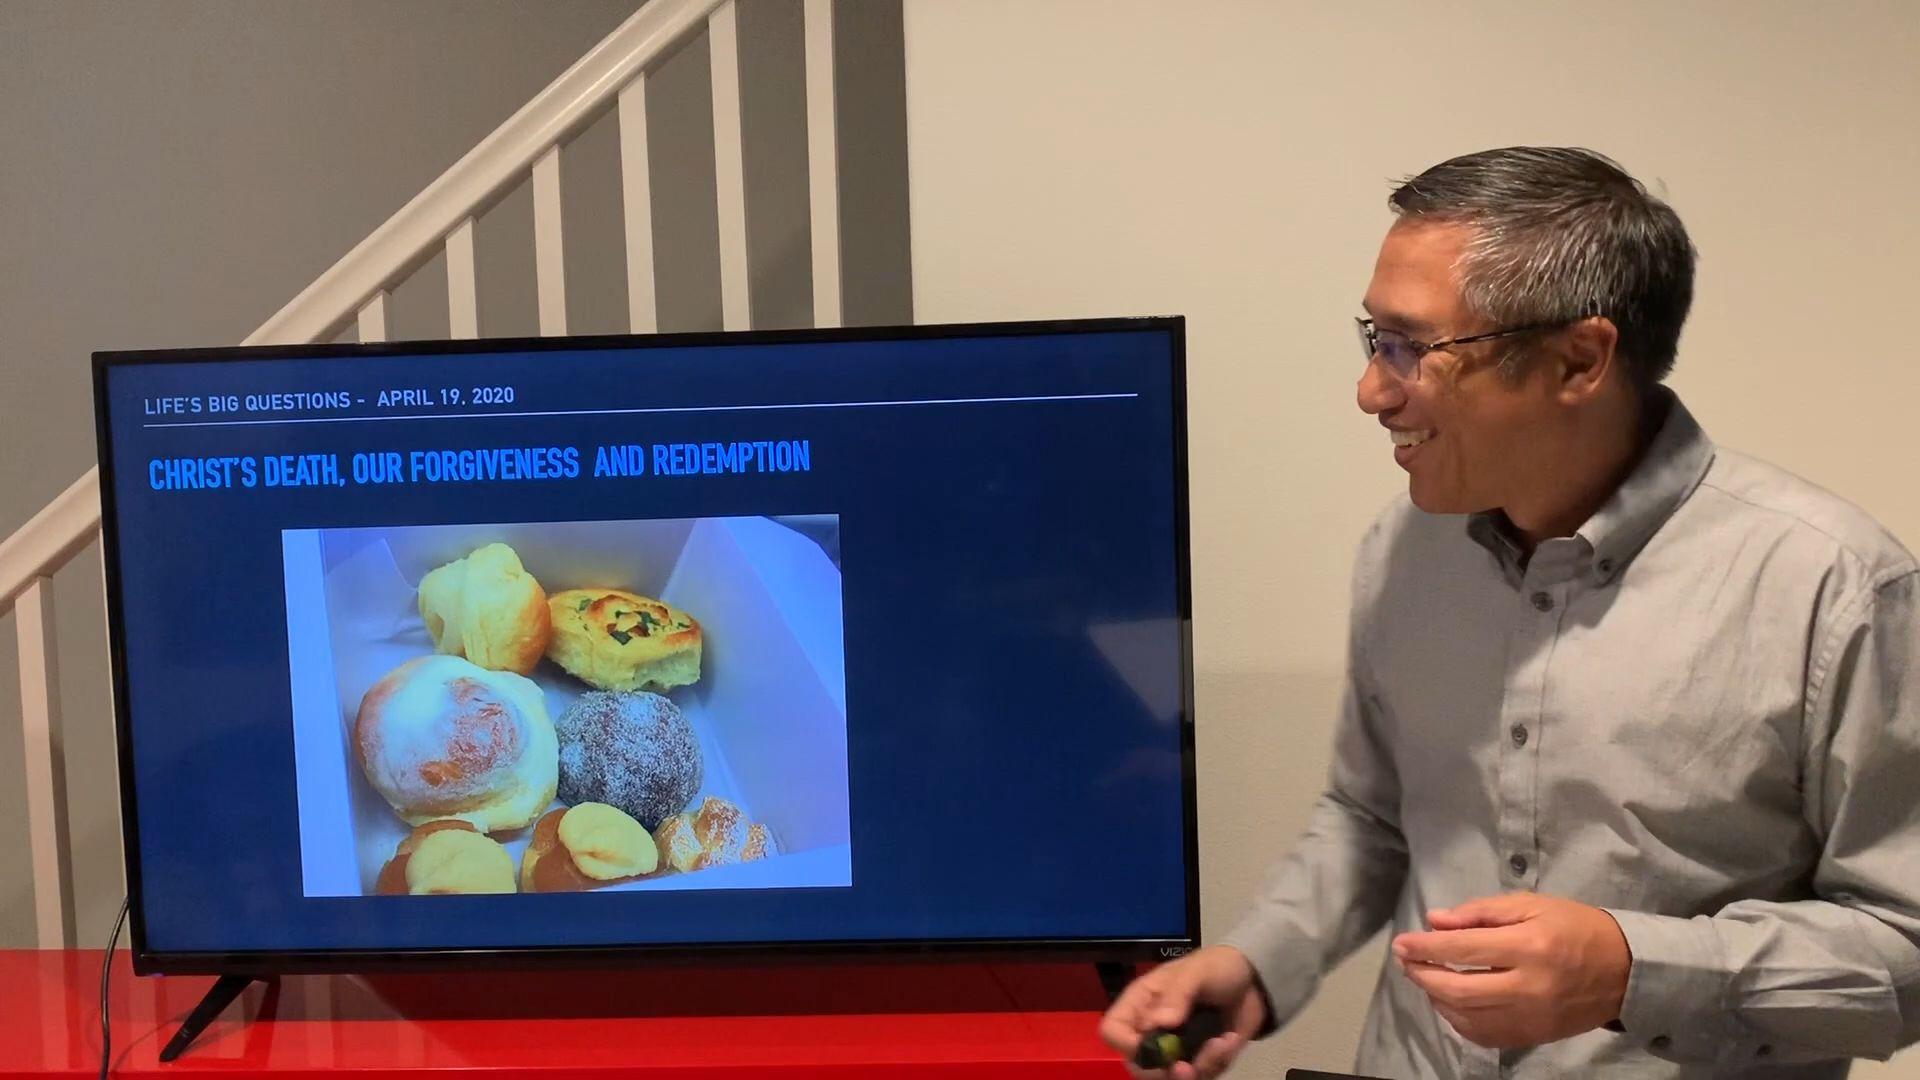 LIFE'S BIG QUESTIONS - APRIL 19, 2020
CHRIST'S DEATH, OUR FORGIVENESS AND REDEMPTION
VIZIO